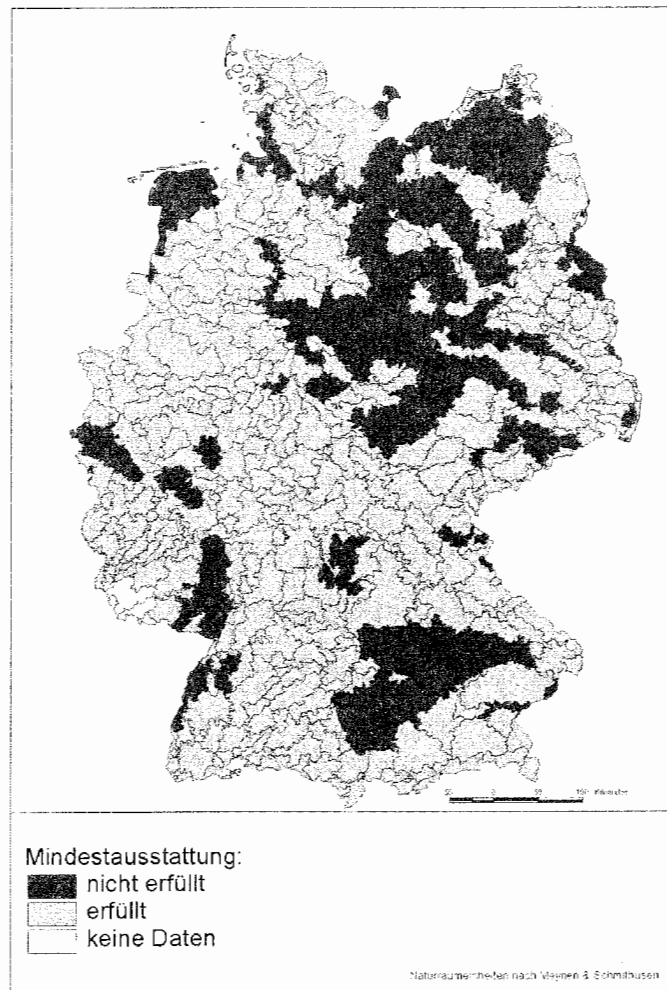 Mindestausstattung:
nicht erfüllt
erfüllt
keine Daten
Naturraumeinheiten nach Meynen & Schmithüsen